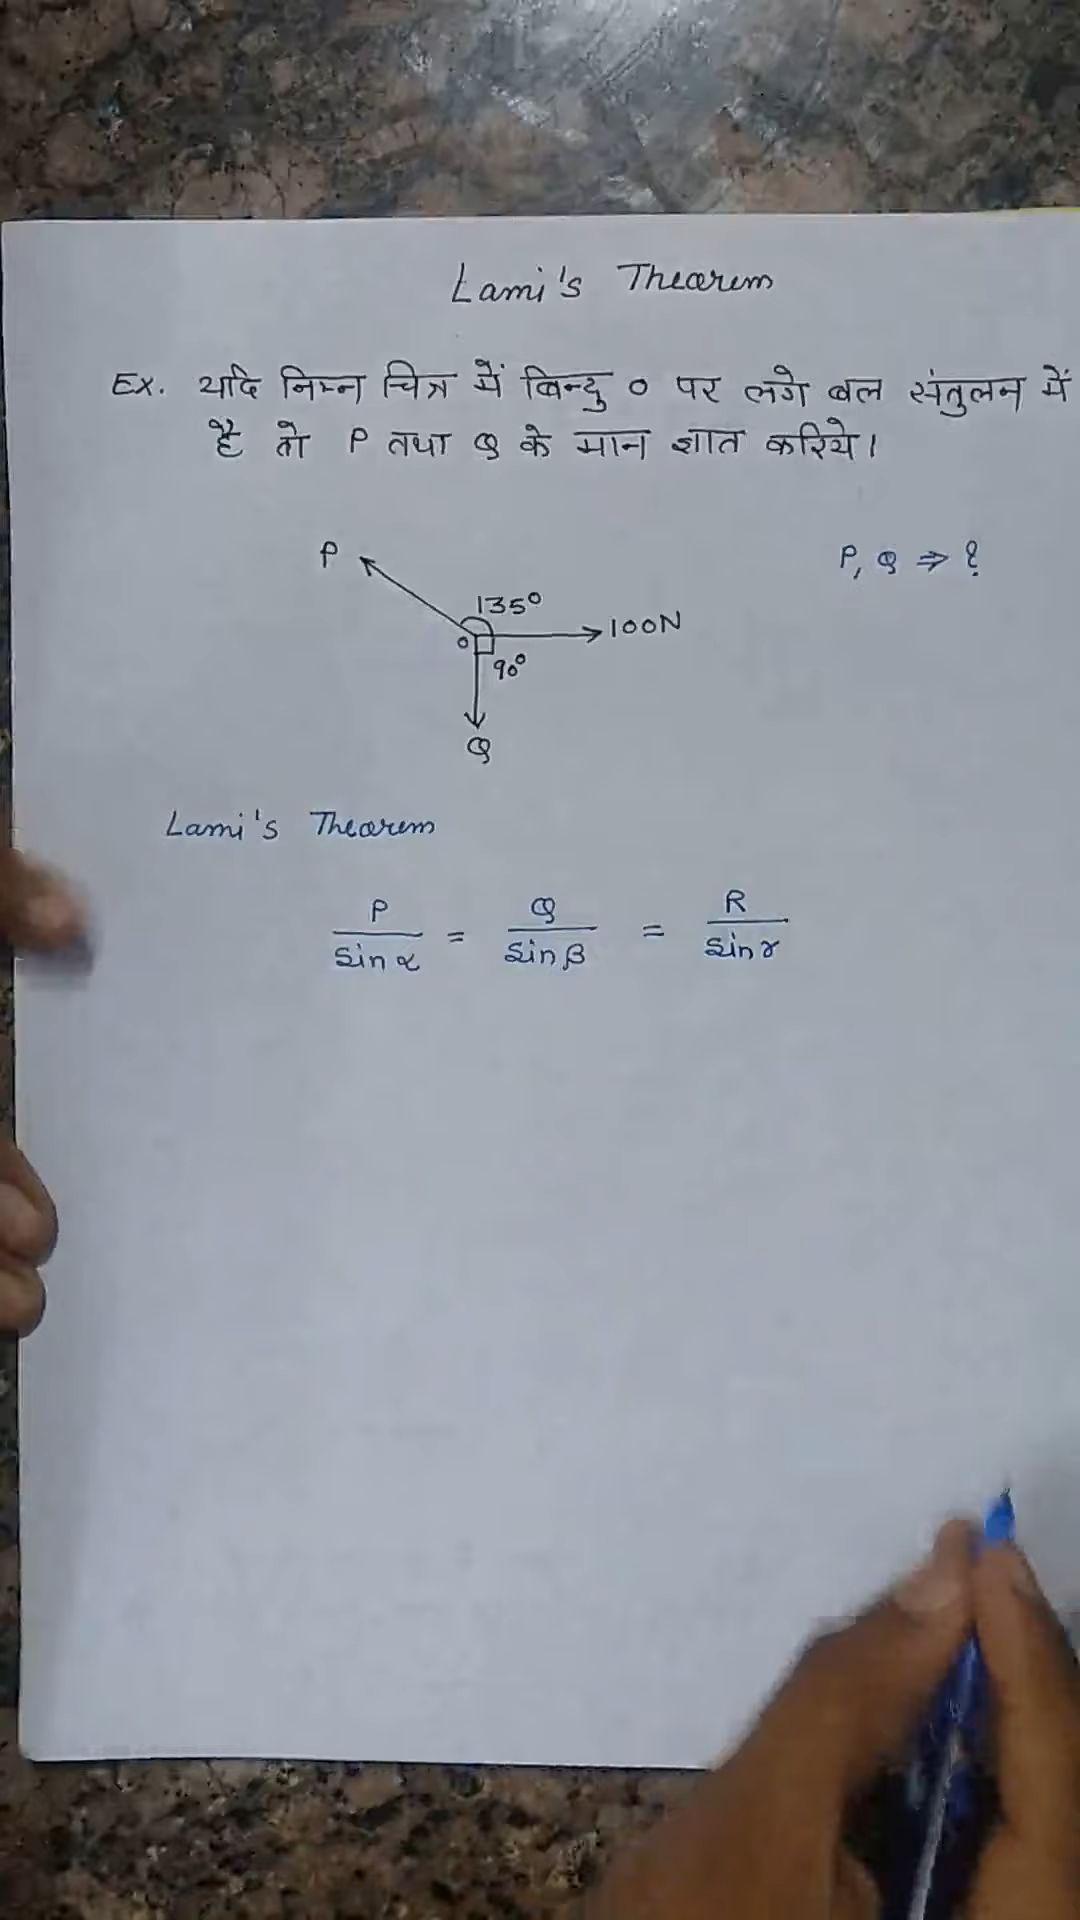 Lami's Thearem
Ex. यदि निम्न चित्र में बिन्दु O पर लगे बल संतुलन में
है तो P तथा Q के मान ज्ञात करिये।
P
135°
100N
O
90°
Q
P, Q ⇒ ?
Lami's Thearem
P/sin α = Q/sin β = R/sin γ